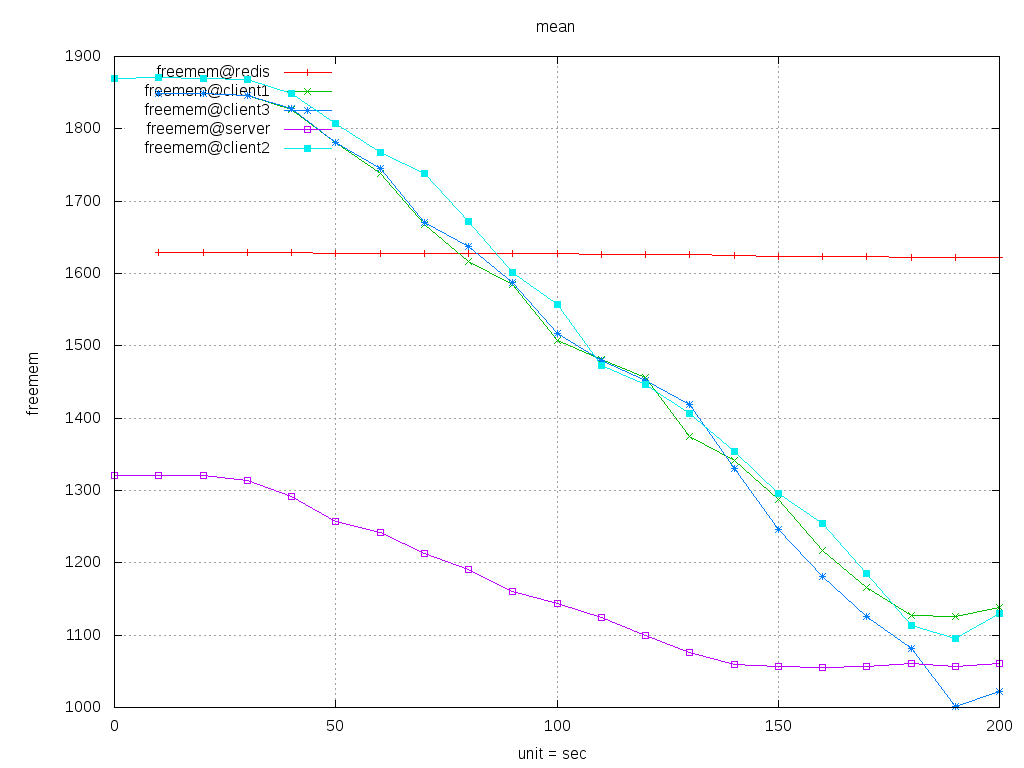 mean
1900
1800
1700
1600
1500
1400
1300
1200
1100
1000
freemem
freemem@redis
freemem@client1
freemem@client3
freemem@server
freemem@client2
0 50 100 150 200
unit = sec